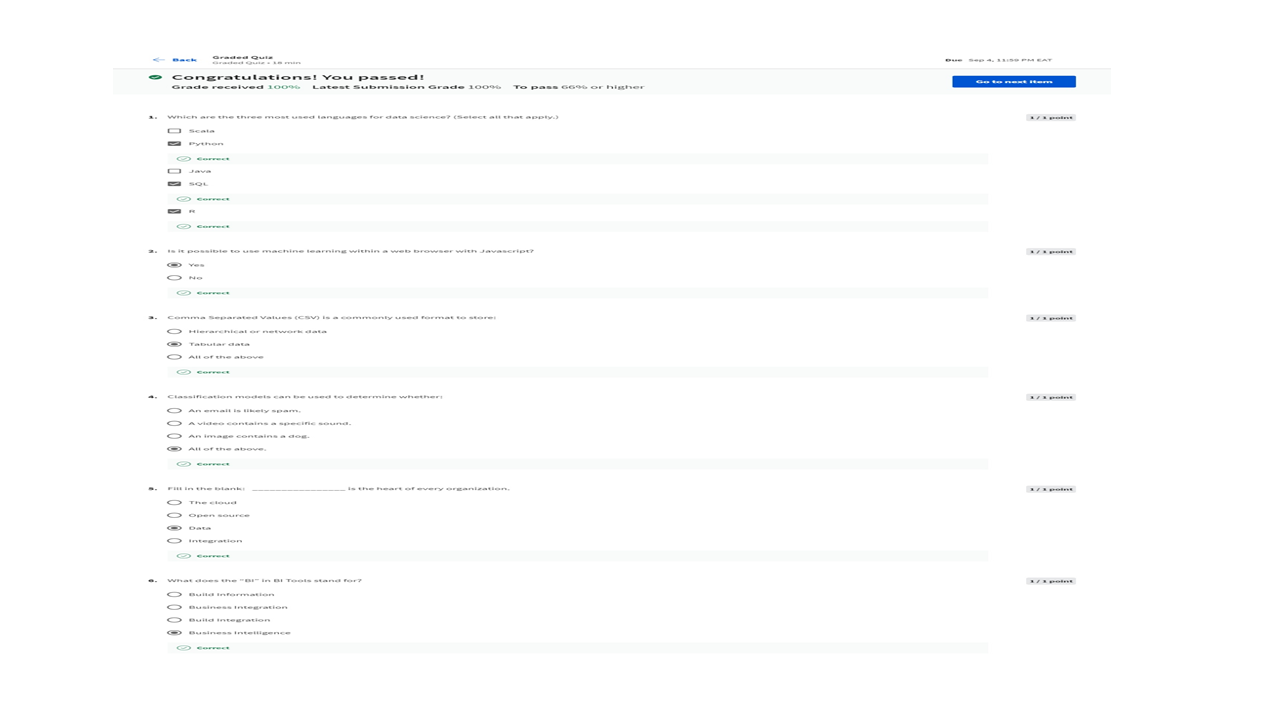 Back
Graded Quiz
Graded Quiz • 18 min
Due Sep 4, 11:59 PM EAT
Congratulations! You passed!
Grade received 100% Latest Submission Grade 100% To pass 66% or higher
Go to next item
1. Which are the three most used languages for data science? (Select all that apply.)
1 / 1 point
Scala
Python
Correct
Java
SQL
Correct
R
Correct
2. Is it possible to use machine learning within a web browser with Javascript?
1 / 1 point
Yes
No
Correct
3. Comma Separated Values (CSV) is a commonly used format to store:
1 / 1 point
Hierarchical or network data
Tabular data
All of the above
Correct
4. Classification models can be used to determine whether:
1 / 1 point
An email is likely spam.
A video contains a specific sound.
An image contains a dog.
All of the above.
Correct
5. Fill in the blank: ________________ is the heart of every organization.
1 / 1 point
The cloud
Open source
Data
Integration
Correct
6. What does the "BI" in BI Tools stand for?
1 / 1 point
Build Information
Business Integration
Build Integration
Business Intelligence
Correct